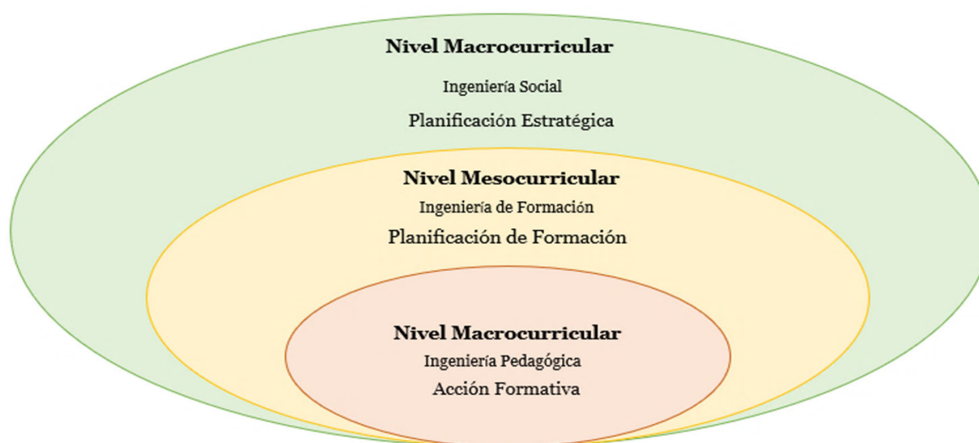 Nivel Macrocurricular
Ingeniería Social
Planificación Estratégica
Nivel Mesocurricular
Ingeniería de Formación
Planificación de Formación
Nivel Macrocurricular
Ingeniería Pedagógica
Acción Formativa